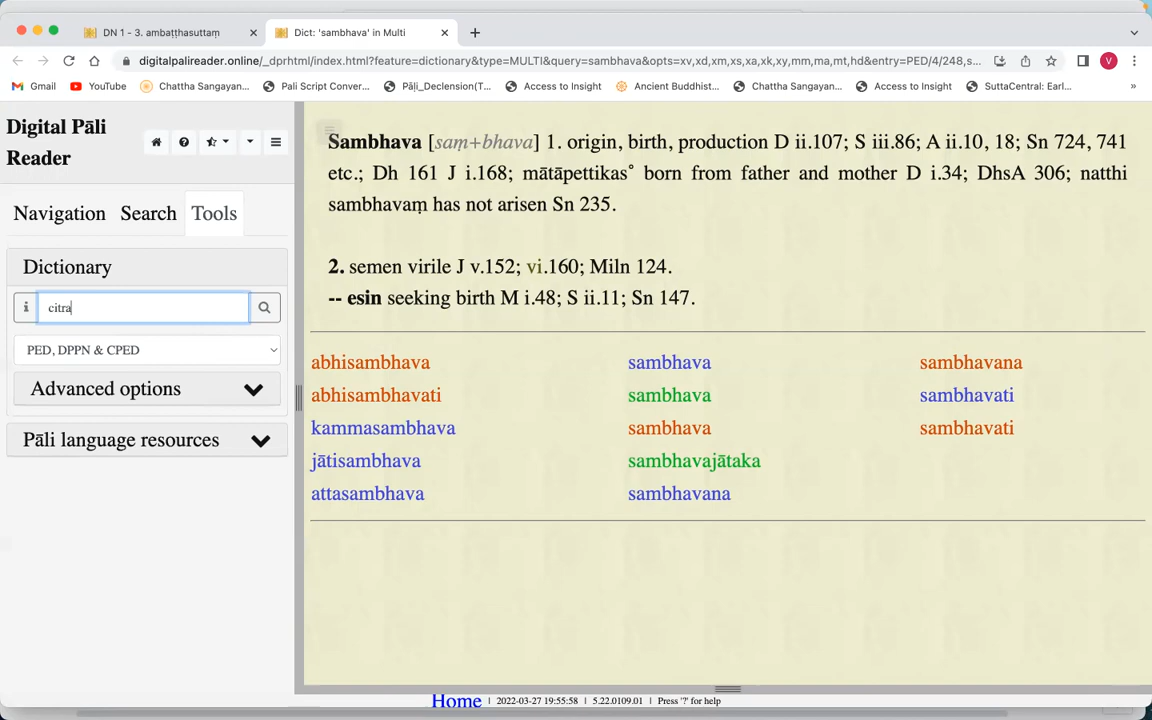 DN 1 - 3. ambaṭṭhasuttaṃ
Dict: 'sambhava' in Multi
digitalpalireader.online/_dprhtml/index.html?feature=dictionary&type=MULTI&query=sambhava&opts=xv,xd,xm,xs,xa,xk,xy,mm,ma,mt,hd&entry=PED/4/248,s...
V
Gmail
YouTube
Chattha Sangayan...
Pali Script Conver...
Pāḷi_Declension(T...
Access to Insight
Ancient Buddhist...
Chattha Sangayan...
Access to Insight
SuttaCentral: Earl...
»
Digital Pāli
Reader
Navigation
Search
Tools
Dictionary
citra
PED, DPPN & CPED
Advanced options
Pāli language resources
Sambhava [saṃ+bhava] 1. origin, birth, production D ii.107; S iii.86; A ii.10, 18; Sn 724, 741
etc.; Dh 161 J i.168; mātāpettikas˚ born from father and mother D i.34; DhsA 306; natthi
sambhavaṃ has not arisen Sn 235.
2. semen virile J v.152; vi.160; Miln 124.
-- esin seeking birth M i.48; S ii.11; Sn 147.
abhisambhava
sambhava
sambhavana
abhisambhavati
sambhava
sambhavati
kammasambhava
sambhava
sambhavati
jātisambhava
sambhavajātaka
attasambhava
sambhavana
Home | 2022-03-27 19:55:58 | 5.22.0109.01 | Press '?' for help